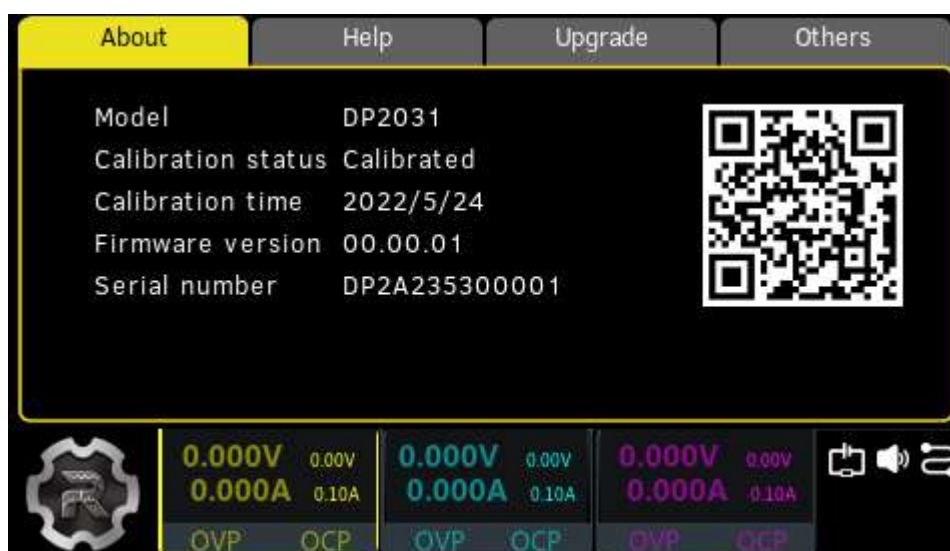 About Help Upgrade Others
Model DP2031
Calibration status Calibrated
Calibration time 2022/5/24
Firmware version 00.00.01
Serial number DP2A235300001
0.000V 0.00V 0.000V 0.00V 0.000V 0.00V
0.000A 0.10A 0.000A 0.10A 0.000A 0.10A
OVP OCP OVP OCP OVP OCP